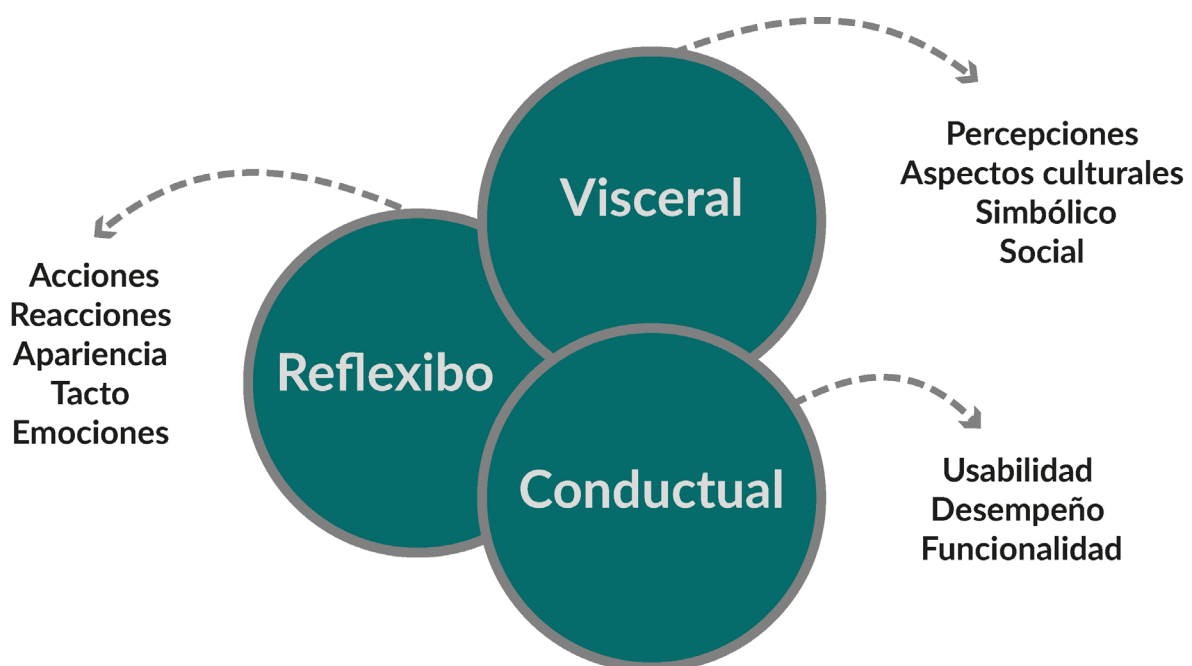 Visceral
Percepciones
Aspectos culturales
Simbólico
Social
Reflexibo
Acciones
Reacciones
Apariencia
Tacto
Emociones
Conductual
Usabilidad
Desempeño
Funcionalidad